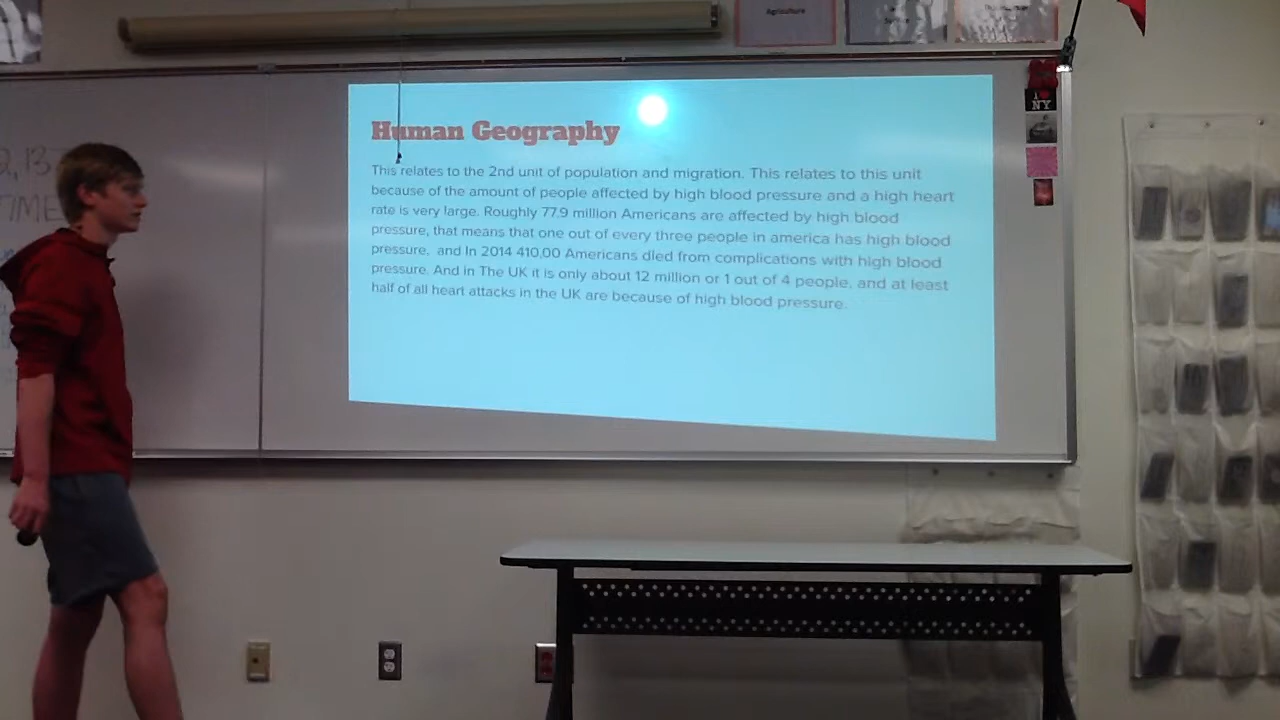 Agriculture
I ♥
NY
2, 13
TIME
Human Geography
This relates to the 2nd unit of population and migration. This relates to this unit
because of the amount of people affected by high blood pressure and a high heart
rate is very large. Roughly 77.9 million Americans are affected by high blood
pressure, that means that one out of every three people in america has high blood
pressure, and In 2014 410,00 Americans died from complications with high blood
pressure. And in The UK it is only about 12 million or 1 out of 4 people, and at least
half of all heart attacks in the UK are because of high blood pressure.